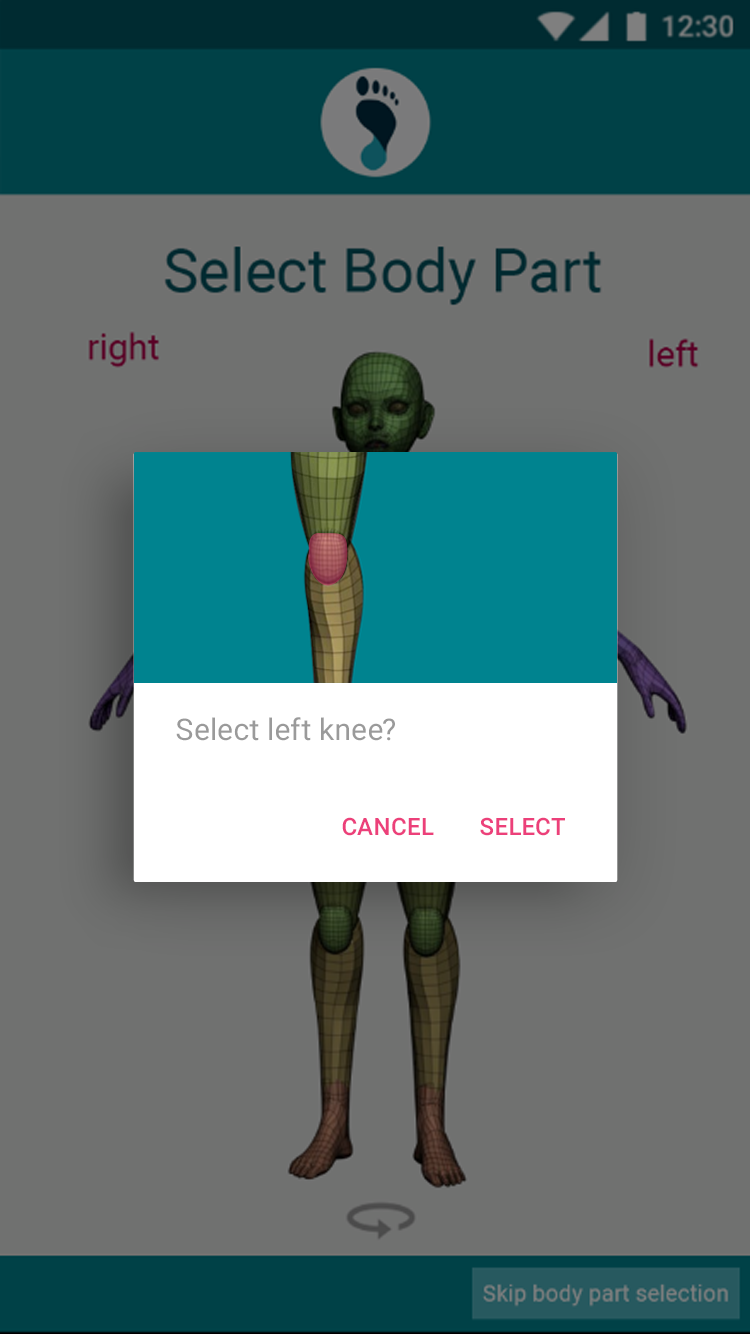 12:30
Select Body Part
right
left
Select left knee?
CANCEL
SELECT
Skip body part selection